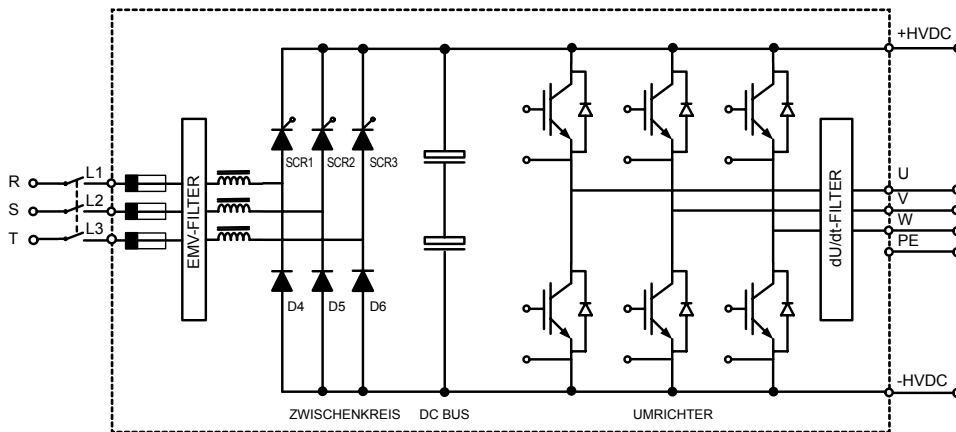 +HVDC
SCR1
SCR2
SCR3
R
L1
S
L2
T
L3
EMV-FILTER
D4
D5
D6
dU/dt-FILTER
U
V
W
PE
-HVDC
ZWISCHENKREIS
DC BUS
UMRICHTER